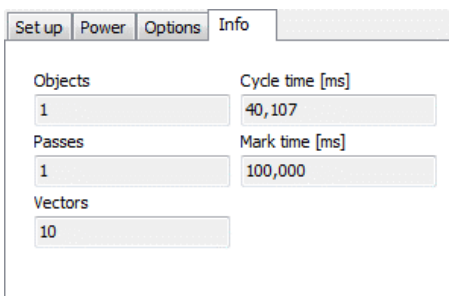 Set up Power Options Info
Objects Cycle time [ms]
1 40,107
Passes Mark time [ms]
1 100,000
Vectors
10